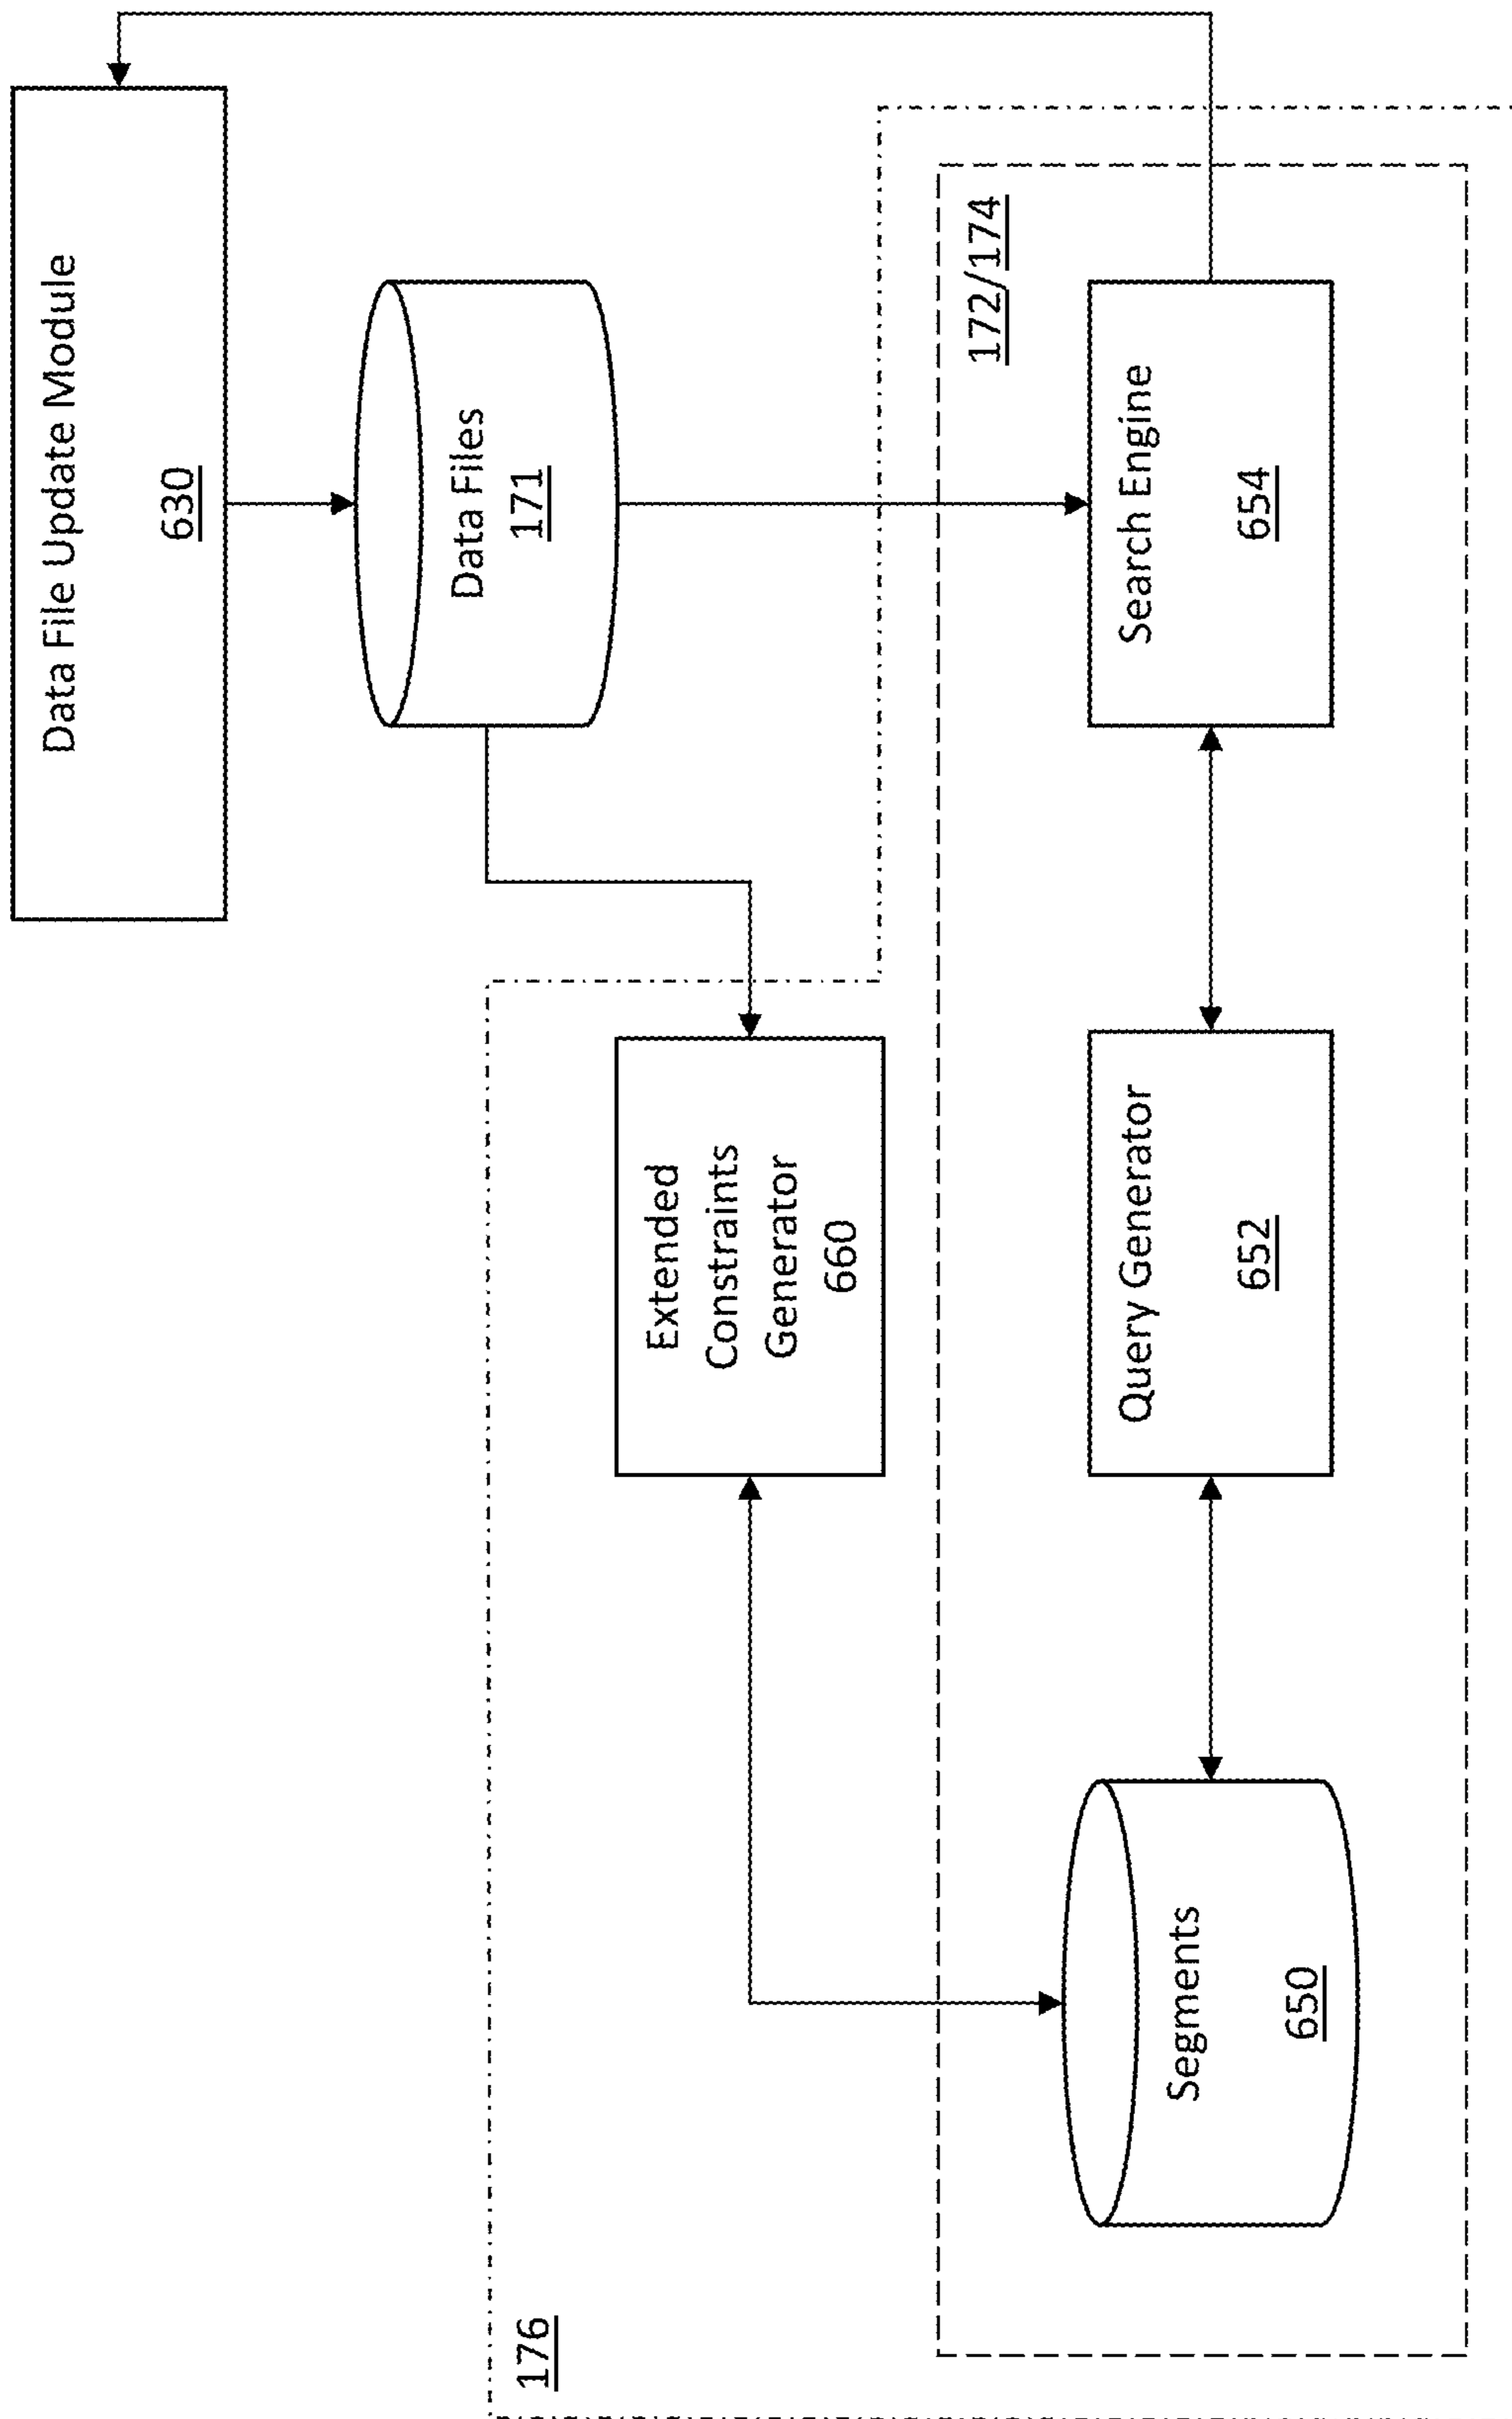 Data File Update Module
630
Data Files
171
172/174
Search Engine
654
Extended
Constraints
Generator
660
Query Generator
652
Segments
650
176